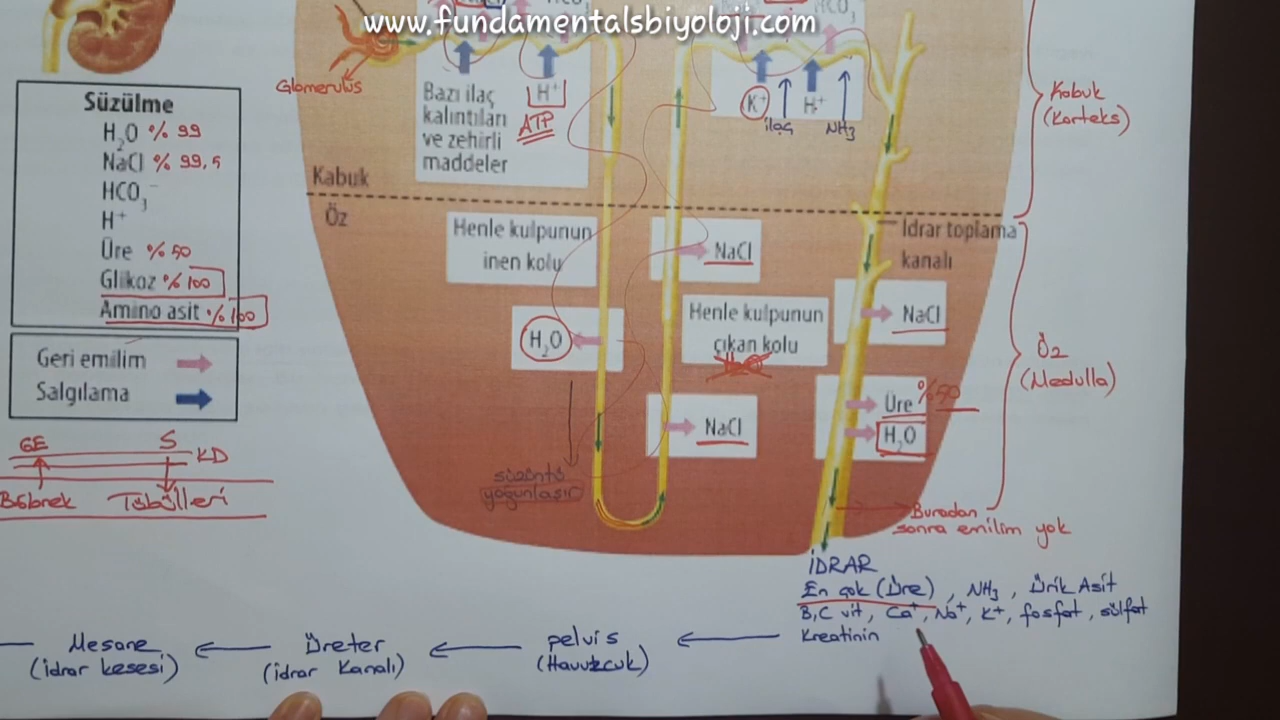 www.fundamentalsbiyoloji.com
HCO3
Glomerulus
Bazı ilaç
kalıntıları
ve zehirli
maddeler
H+
ATP
K+
H+
ilaç
NH3
Kabuk
(Korteks)
Süzülme
H2O % 99
NaCl % 99,5
HCO3-
H+
Üre % 50
Glikoz % 100
Amino asit % 100
Geri emilim
Salgılama
GE S KD
Böbrek Tübülleri
Kabuk
Öz
Henle kulpunun
inen kolu
H2O
süzüntü
yoğunlaşır
NaCl
Henle kulpunun
çıkan kolu
NaCl
İdrar toplama
kanalı
NaCl
Üre %50
H2O
Öz
(Medulla)
Buradan
sonra emilim yok
İDRAR
En çok (Üre), NH3, Ürik Asit
B,C vit, Ca+, Na+, K+, fosfat, sülfat
Kreatinin
pelvis
(Havuzcuk)
Üreter
(idrar kanalı)
Mesane
(idrar kesesi)